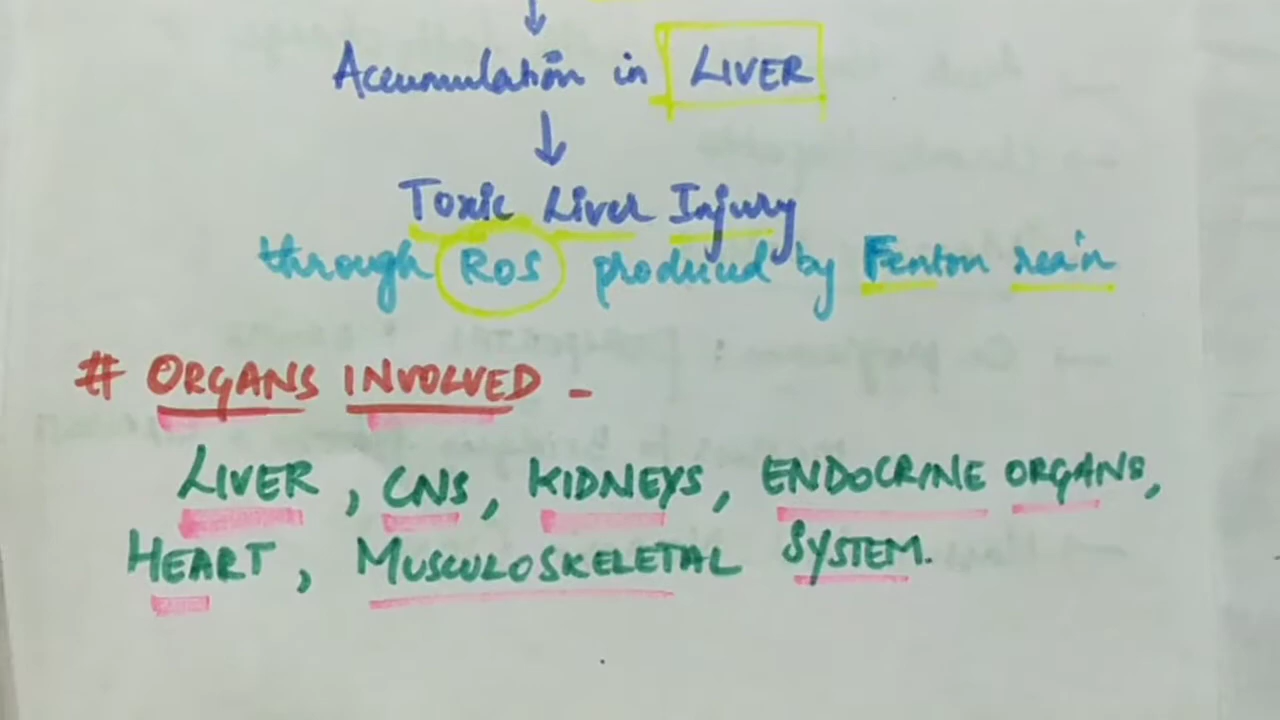 ↓
Accumulation in LIVER
↓
Toxic Liver Injury
through ROS produced by Fenton rea'n
# ORGANS INVOLVED -
LIVER, CNS, KIDNEYS, ENDOCRINE ORGANS,
HEART, MUSCULOSKELETAL SYSTEM.